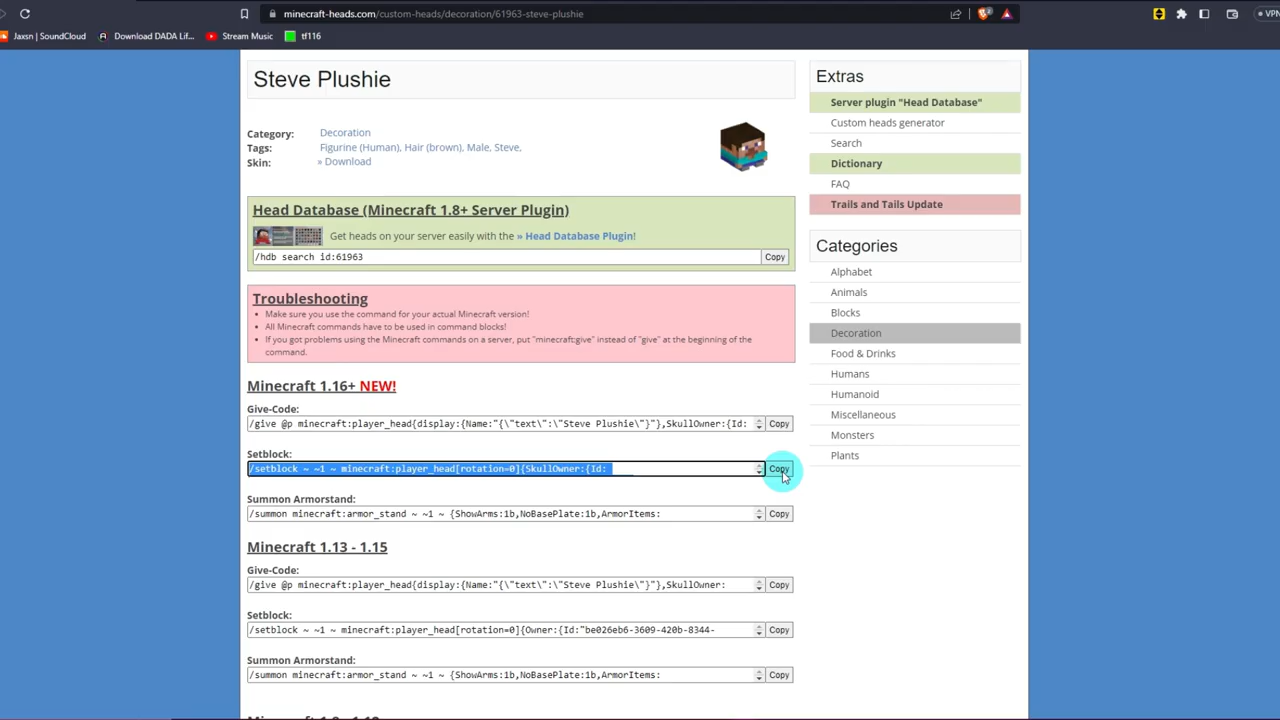 minecraft-heads.com/custom-heads/decoration/61963-steve-plushie
VPN
Jaxsn | SoundCloud
Download DADA Lif...
Stream Music
tf116
Steve Plushie
Category: Decoration
Tags: Figurine (Human), Hair (brown), Male, Steve,
Skin: » Download
Head Database (Minecraft 1.8+ Server Plugin)
Get heads on your server easily with the » Head Database Plugin!
/hdb search id:61963 Copy
Troubleshooting
Make sure you use the command for your actual Minecraft version!
All Minecraft commands have to be used in command blocks!
If you got problems using the Minecraft commands on a server, put "minecraft:give" instead of "give" at the beginning of the
command.
Minecraft 1.16+ NEW!
Give-Code:
/give @p minecraft:player_head{display:{Name:"{\"text\":\"Steve Plushie\"}"},SkullOwner:{Id: Copy
Setblock:
/setblock ~ ~1 ~ minecraft:player_head[rotation=0]{SkullOwner:{Id: Copy
Summon Armorstand:
/summon minecraft:armor_stand ~ ~1 ~ {ShowArms:1b,NoBasePlate:1b,ArmorItems: Copy
Minecraft 1.13 - 1.15
Give-Code:
/give @p minecraft:player_head{display:{Name:"{\"text\":\"Steve Plushie\"}"},SkullOwner: Copy
Setblock:
/setblock ~ ~1 ~ minecraft:player_head[rotation=0]{Owner:{Id:"be026eb6-3609-420b-8344- Copy
Summon Armorstand:
/summon minecraft:armor_stand ~ ~1 ~ {ShowArms:1b,NoBasePlate:1b,ArmorItems: Copy
Extras
Server plugin "Head Database"
Custom heads generator
Search
Dictionary
FAQ
Trails and Tails Update
Categories
Alphabet
Animals
Blocks
Decoration
Food & Drinks
Humans
Humanoid
Miscellaneous
Monsters
Plants